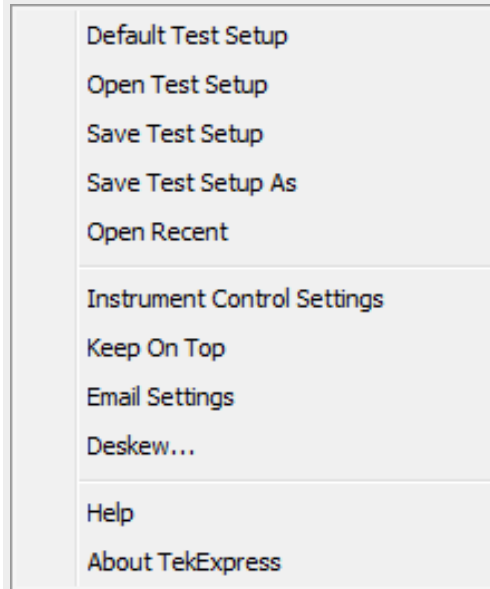 Default Test Setup
Open Test Setup
Save Test Setup
Save Test Setup As
Open Recent
Instrument Control Settings
Keep On Top
Email Settings
Deskew...
Help
About TekExpress